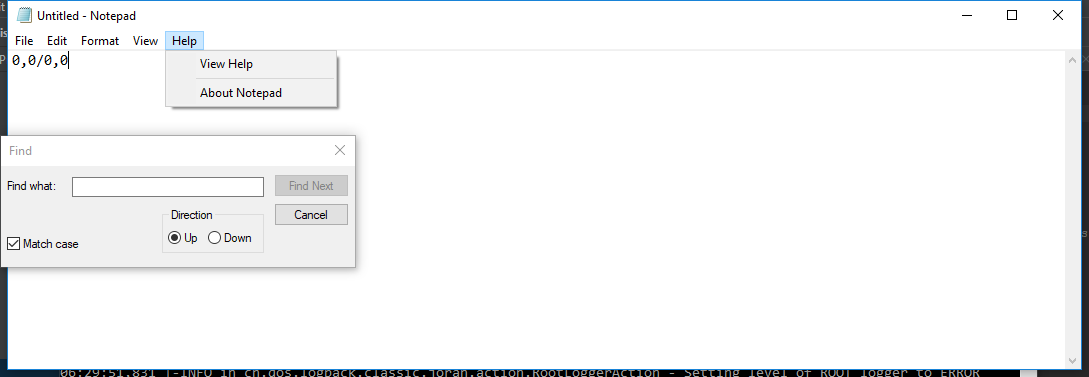 Untitled - Notepad
File Edit Format View Help
0,0/0,0
View Help
About Notepad
Find
Find what:
Find Next
Cancel
Direction
Up Down
Match case
06:29:51,831 |-INFO in ch.qos.logback.classic.joran.action.RootLoggerAction - Setting level of ROOT logger to ERROR